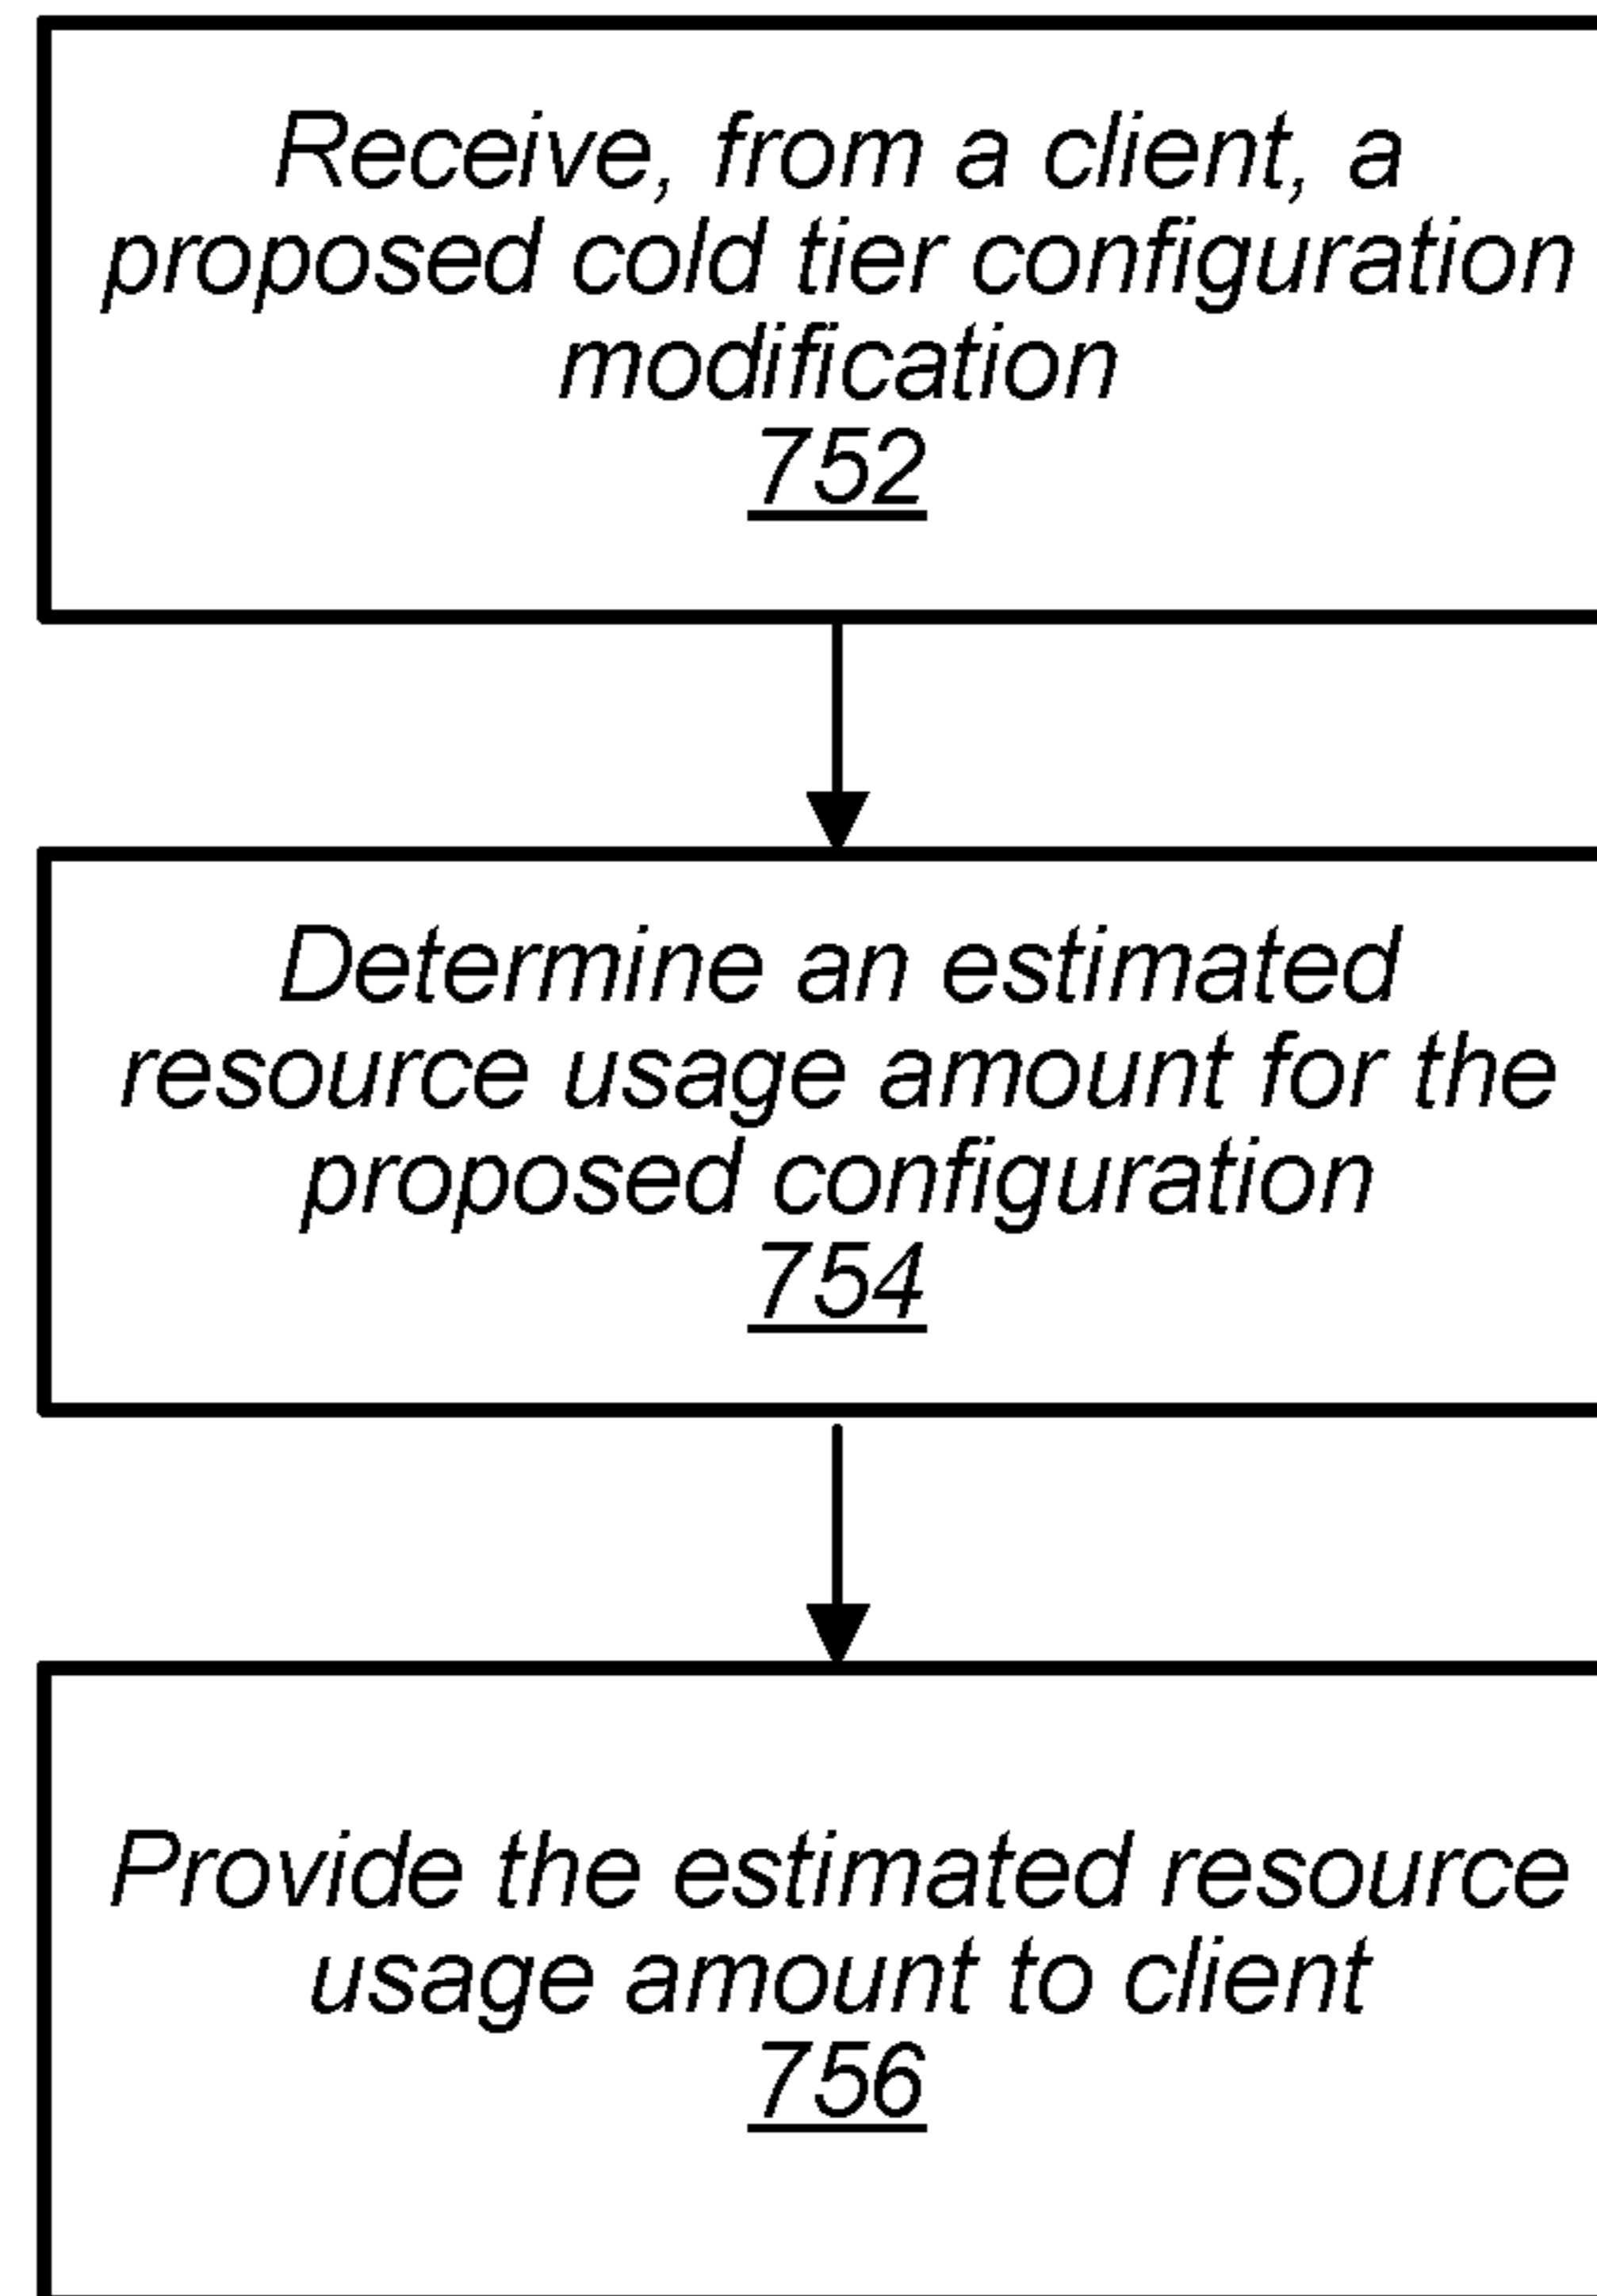 Receive, from a client, a
proposed cold tier configuration
modification
752
Determine an estimated
resource usage amount for the
proposed configuration
754
Provide the estimated resource
usage amount to client
756